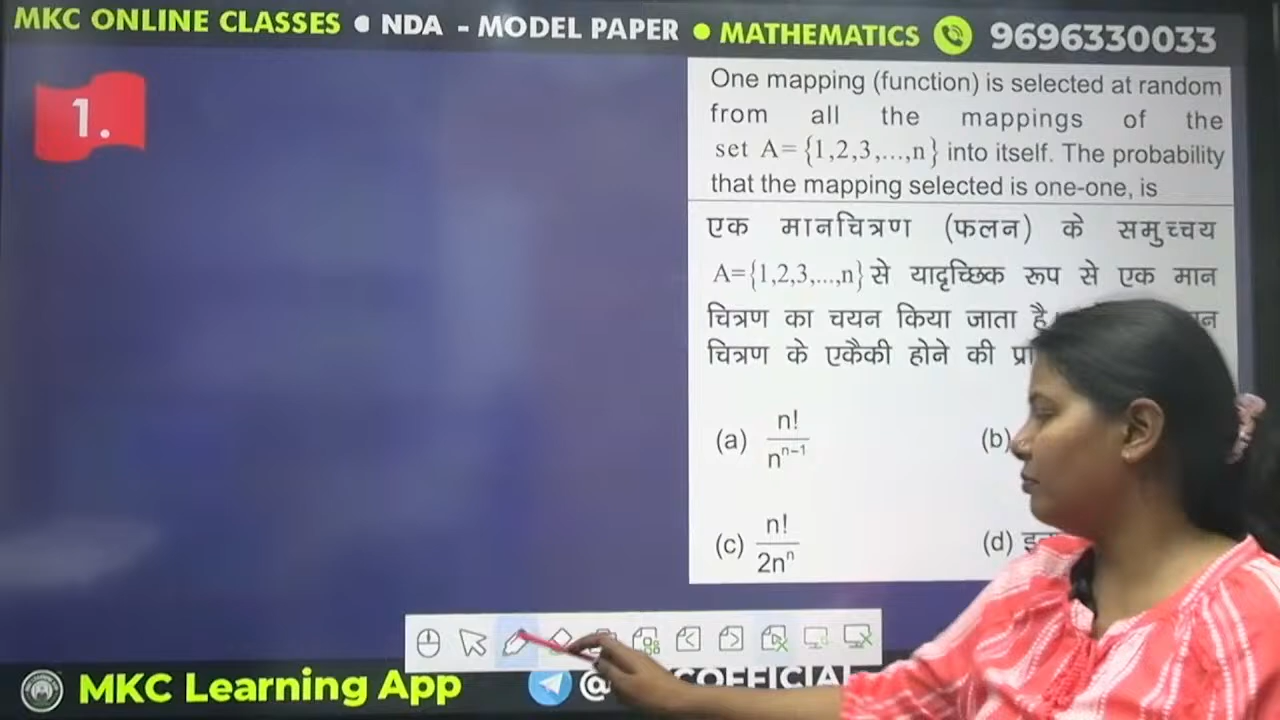 MKC ONLINE CLASSES ● NDA - MODEL PAPER ● MATHEMATICS 9696330033
1.
One mapping (function) is selected at random
from all the mappings of the
set A= {1,2,3,...,n} into itself. The probability
that the mapping selected is one-one, is
एक मानचित्रण (फलन) के समुच्चय
A={1,2,3,...,n} से यादृच्छिक रूप से एक मान
चित्रण का चयन किया जाता है
चित्रण के एकैकी होने की
(a) n!/n^{n-1}
(b)
(c) n!/2n^n
(d)
MKC Learning App